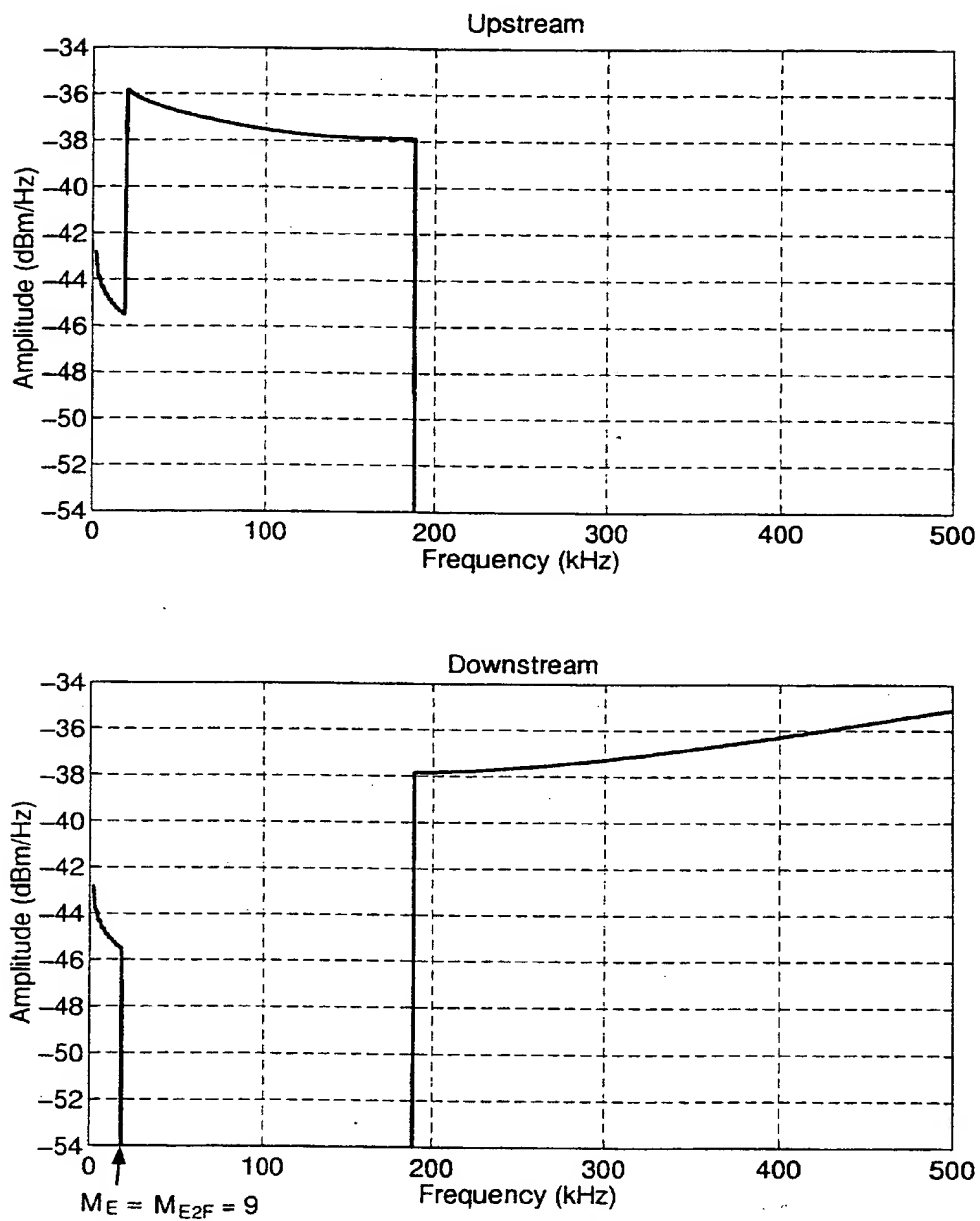 Upstream
Amplitude (dBm/Hz)
−34
−36
−38
−40
−42
−44
−46
−48
−50
−52
−54
0 100 200 300 400 500
Frequency (kHz)
Downstream
Amplitude (dBm/Hz)
−34
−36
−38
−40
−42
−44
−46
−48
−50
−52
−54
0 100 200 300 400 500
Frequency (kHz)
M_E = M_E2F = 9